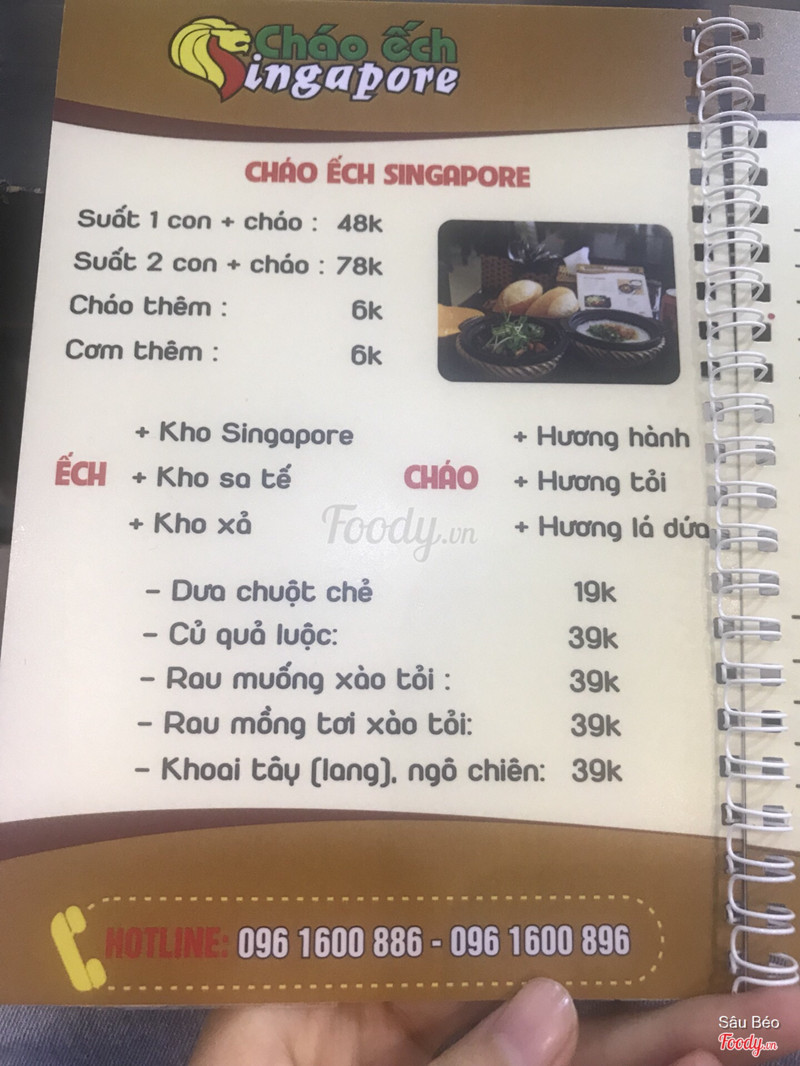 Cháo ếch
Singapore
CHÁO ẾCH SINGAPORE
Suất 1 con + cháo : 48k
Suất 2 con + cháo : 78k
Cháo thêm : 6k
Cơm thêm : 6k
ẾCH
+ Kho Singapore
+ Kho sa tế
+ Kho xả
CHÁO
+ Hương hành
+ Hương tỏi
+ Hương lá dứa
Foody.vn
- Dưa chuột chẻ 19k
- Củ quả luộc: 39k
- Rau muống xào tỏi : 39k
- Rau mồng tơi xào tỏi: 39k
- Khoai tây (lang), ngô chiên: 39k
HOTLINE: 096 1600 886 - 096 1600 896
Sâu Béo
Foody.vn